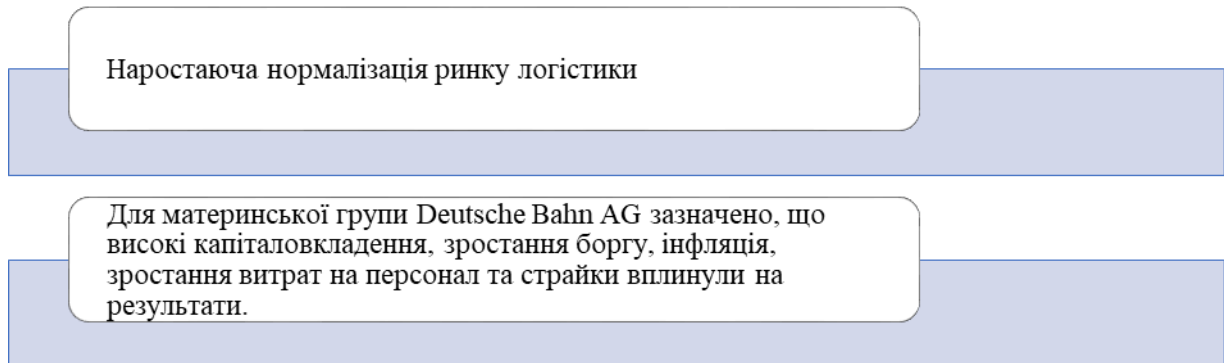 Наростаюча нормалізація ринку логістики
Для материнської групи Deutsche Bahn AG зазначено, що
високі капіталовкладення, зростання боргу, інфляція,
зростання витрат на персонал та страйки вплинули на
результати.